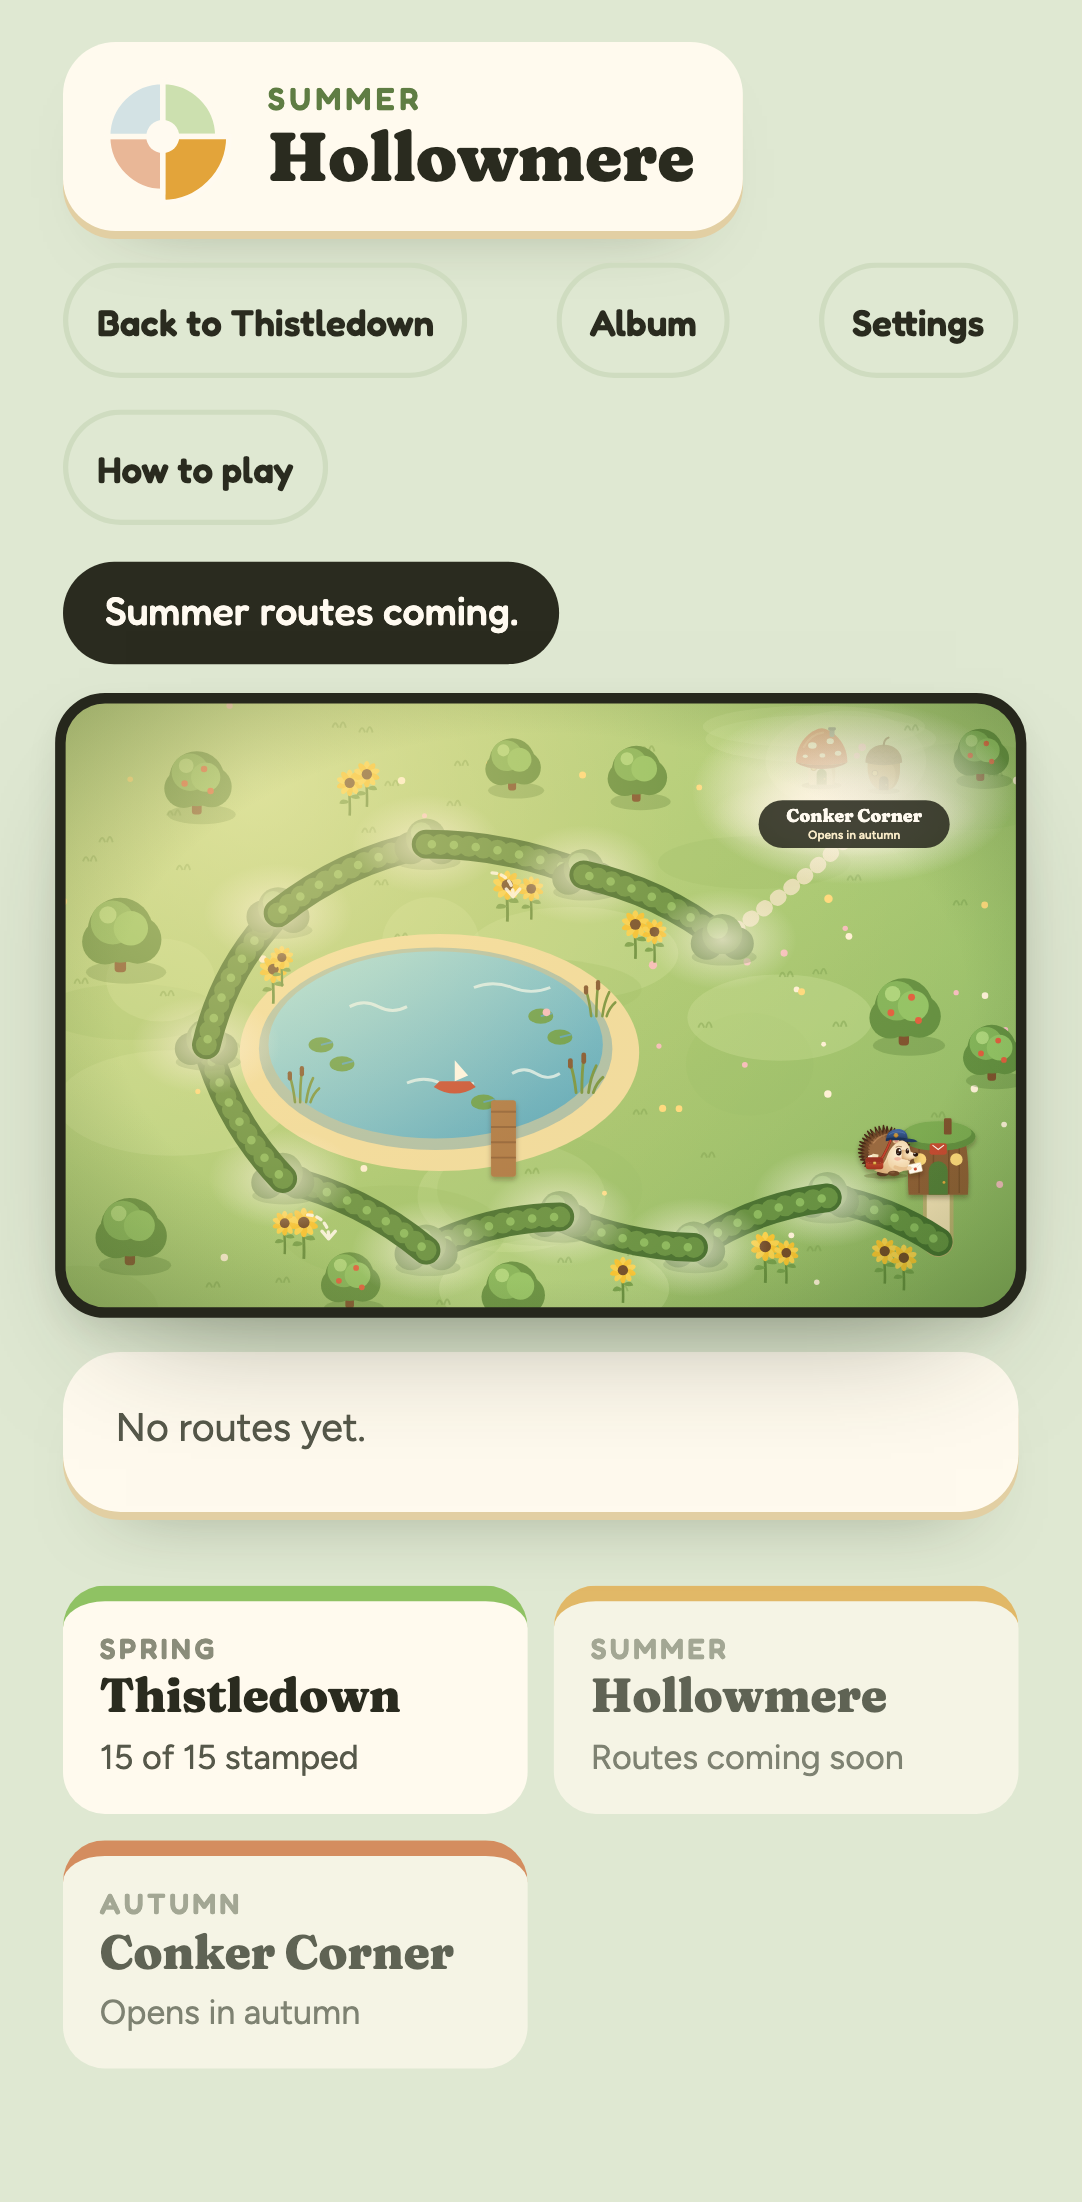 SUMMER
Hollowmere
Back to Thistledown
Album
Settings
How to play
Summer routes coming.
Conker Corner
Opens in autumn
No routes yet.
SPRING
Thistledown
15 of 15 stamped
SUMMER
Hollowmere
Routes coming soon
AUTUMN
Conker Corner
Opens in autumn